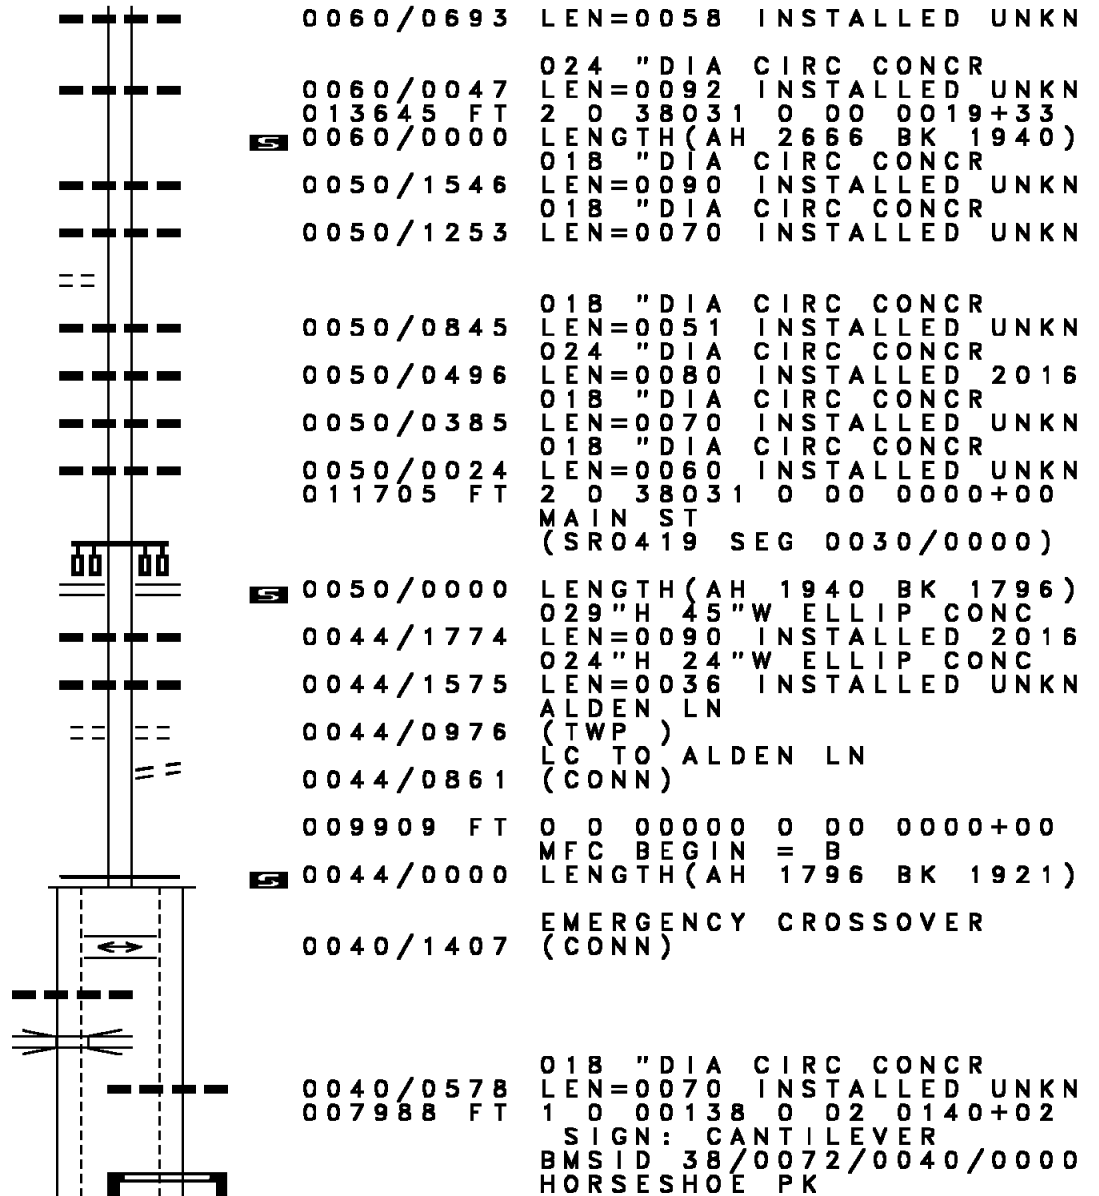 0060/0693 LEN=0058 INSTALLED UNKN
024 "DIA CIRC CONCR
0060/0047 LEN=0092 INSTALLED UNKN
013645 FT 2 0 38031 0 00 0019+33
S 0060/0000 LENGTH(AH 2666 BK 1940)
018 "DIA CIRC CONCR
0050/1546 LEN=0090 INSTALLED UNKN
018 "DIA CIRC CONCR
0050/1253 LEN=0070 INSTALLED UNKN
018 "DIA CIRC CONCR
0050/0845 LEN=0051 INSTALLED UNKN
024 "DIA CIRC CONCR
0050/0496 LEN=0080 INSTALLED 2016
018 "DIA CIRC CONCR
0050/0385 LEN=0070 INSTALLED UNKN
018 "DIA CIRC CONCR
0050/0024 LEN=0060 INSTALLED UNKN
011705 FT 2 0 38031 0 00 0000+00
MAIN ST
(SR0419 SEG 0030/0000)
S 0050/0000 LENGTH(AH 1940 BK 1796)
029"H 45"W ELLIP CONC
0044/1774 LEN=0090 INSTALLED 2016
024"H 24"W ELLIP CONC
0044/1575 LEN=0036 INSTALLED UNKN
ALDEN LN
0044/0976 (TWP )
LC TO ALDEN LN
0044/0861 (CONN)
009909 FT 0 0 00000 0 00 0000+00
MFC BEGIN = B
S 0044/0000 LENGTH(AH 1796 BK 1921)
EMERGENCY CROSSOVER
0040/1407 (CONN)
018 "DIA CIRC CONCR
0040/0578 LEN=0070 INSTALLED UNKN
007988 FT 1 0 00138 0 02 0140+02
SIGN: CANTILEVER
BMSID 38/0072/0040/0000
HORSESHOE PK